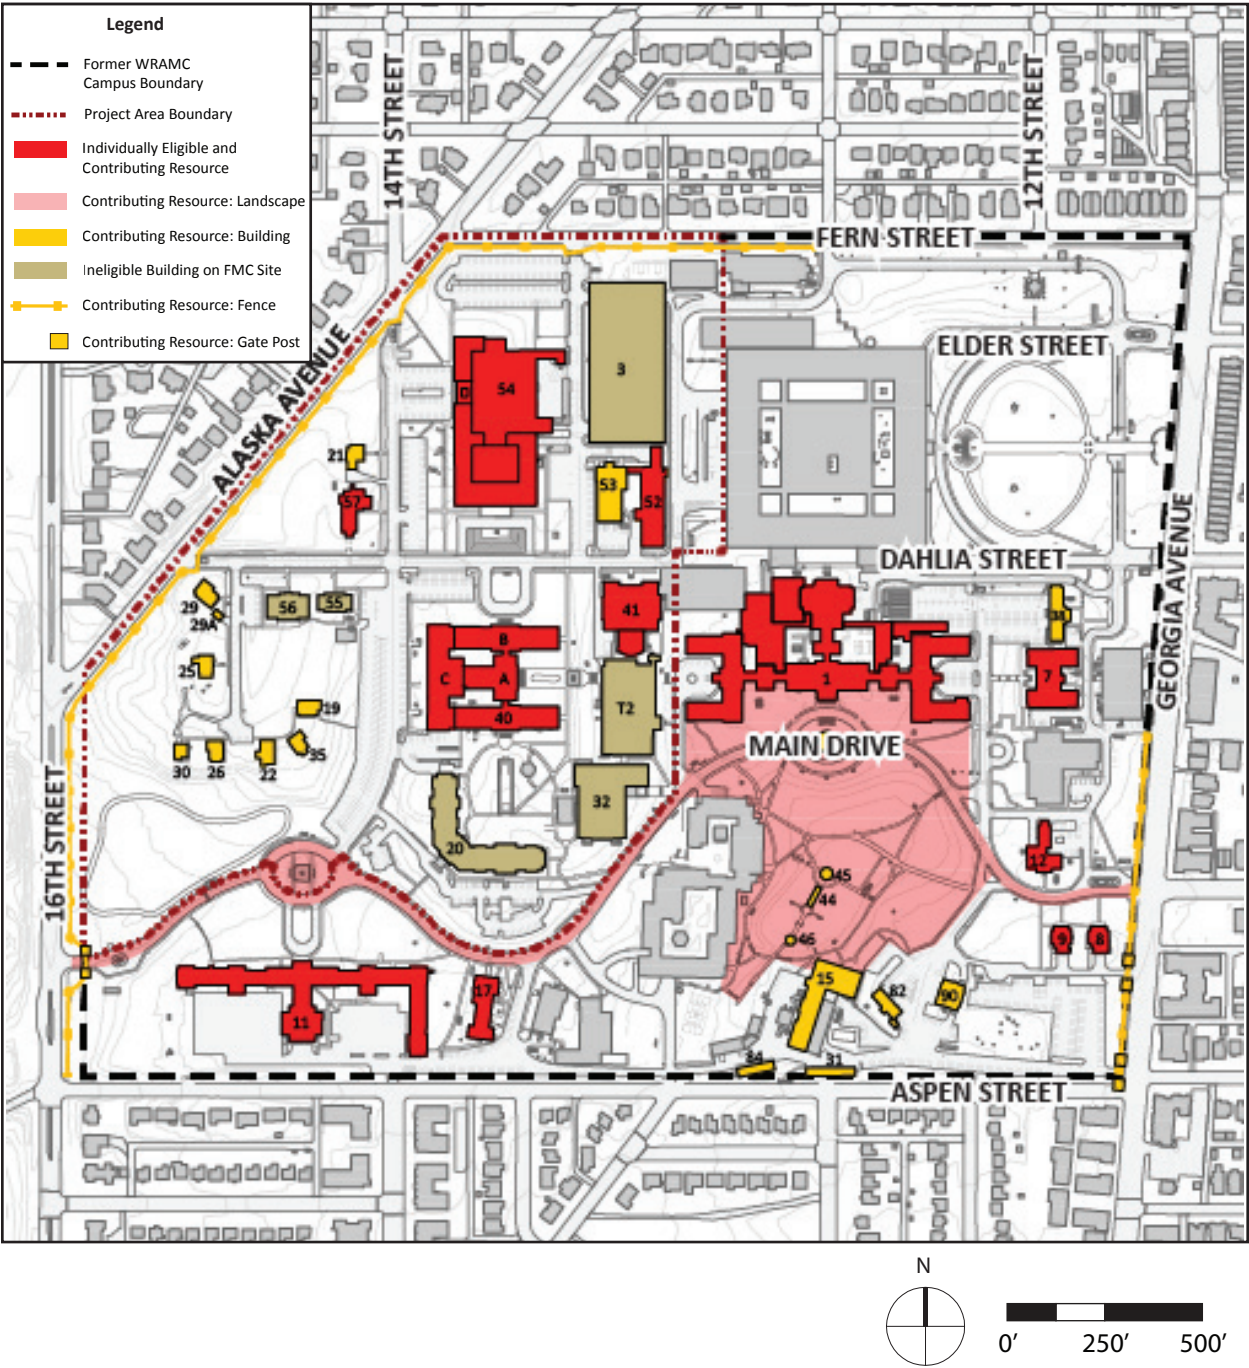 Legend
Former WRAMC
Campus Boundary
Project Area Boundary
Individually Eligible and
Contributing Resource
Contributing Resource: Landscape
Contributing Resource: Building
Ineligible Building on FMC Site
Contributing Resource: Fence
Contributing Resource: Gate Post
14TH STREET
12TH STREET
FERN STREET
ALASKA AVENUE
ELDER STREET
GEORGIA AVENUE
DAHLIA STREET
MAIN DRIVE
16TH STREET
ASPEN STREET
54
3
21
57
53
52
29
29A
56
55
41
38
25
B
C
A
40
T2
1
7
19
35
30
26
22
32
20
12
45
44
46
9
8
11
17
15
82
90
84
31
N
0' 250' 500'